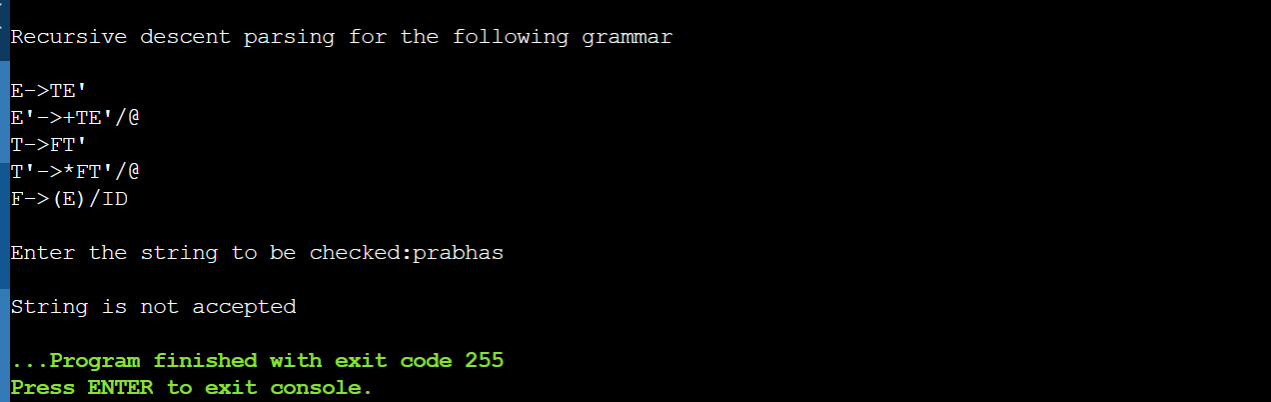 Recursive descent parsing for the following grammar
E->TE'
E'->+TE'/@
T->FT'
T'->*FT'/@
F->(E)/ID
Enter the string to be checked:prabhas
String is not accepted
...Program finished with exit code 255
Press ENTER to exit console.